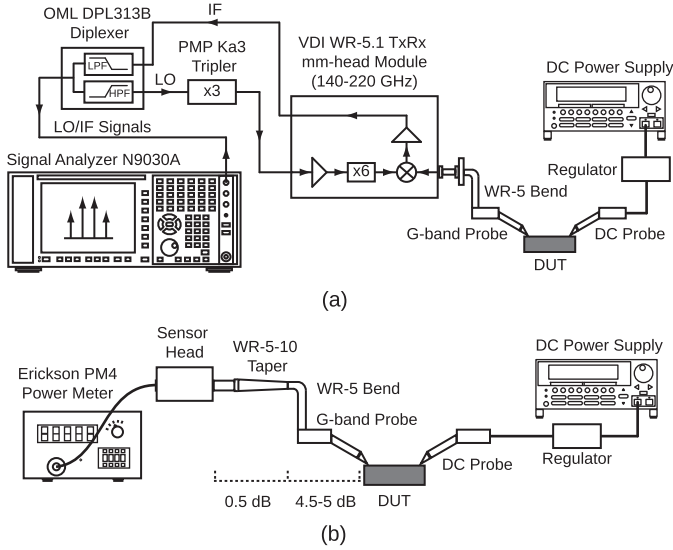 OML DPL313B
Diplexer
IF
LPF
HPF
LO
PMP Ka3
Tripler
x3
VDI WR-5.1 TxRx
mm-head Module
(140-220 GHz)
x6
DC Power Supply
LO/IF Signals
Signal Analyzer N9030A
Regulator
WR-5 Bend
G-band Probe
DC Probe
DUT
(a)
Sensor
Head
WR-5-10
Taper
Erickson PM4
Power Meter
WR-5 Bend
G-band Probe
DC Power Supply
DC Probe
Regulator
0.5 dB
4.5-5 dB
DUT
(b)